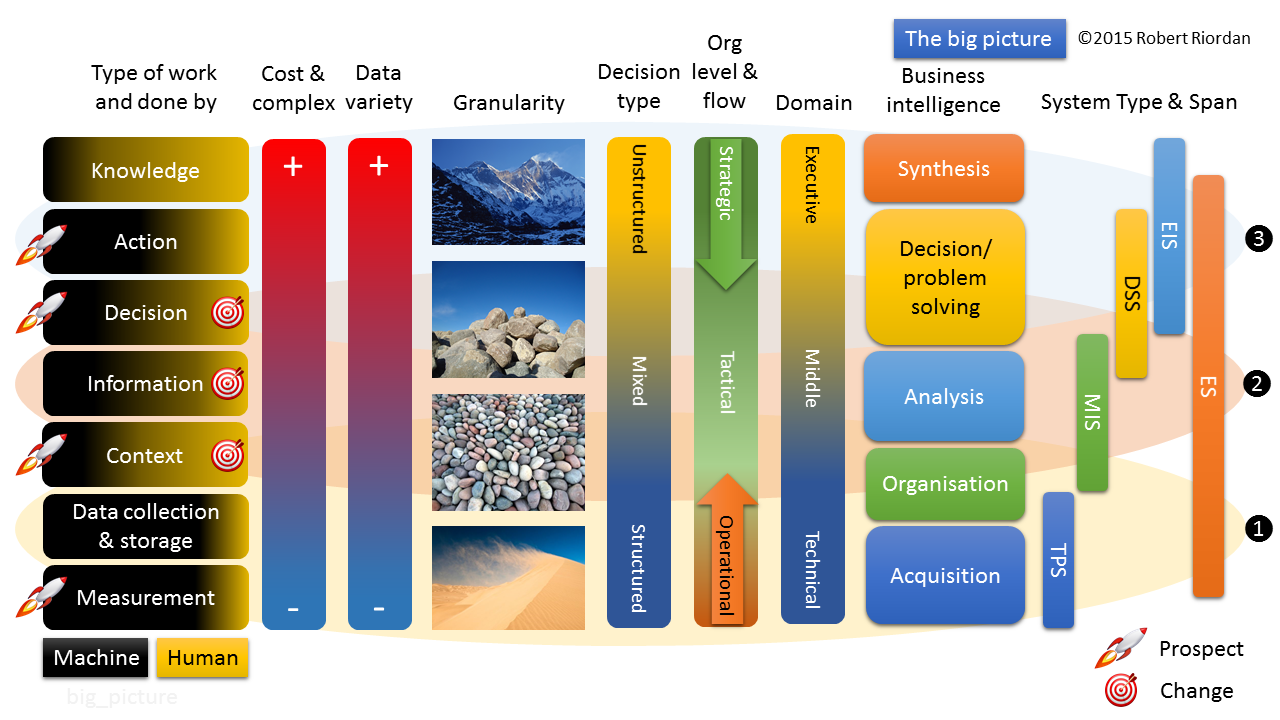 The big picture
©2015 Robert Riordan
Type of work
and done by
Cost &
complex
Data
variety
Granularity
Decision
type
Org
level &
flow
Domain
Business
intelligence
System Type & Span
Knowledge
Action
Decision
Information
Context
Data collection
& storage
Measurement
+
-
+
-
Unstructured
Mixed
Structured
Strategic
Tactical
Operational
Executive
Middle
Technical
Synthesis
Decision/
problem
solving
Analysis
Organisation
Acquisition
TPS
MIS
DSS
EIS
ES
3
2
1
Machine
Human
big_picture
Prospect
Change